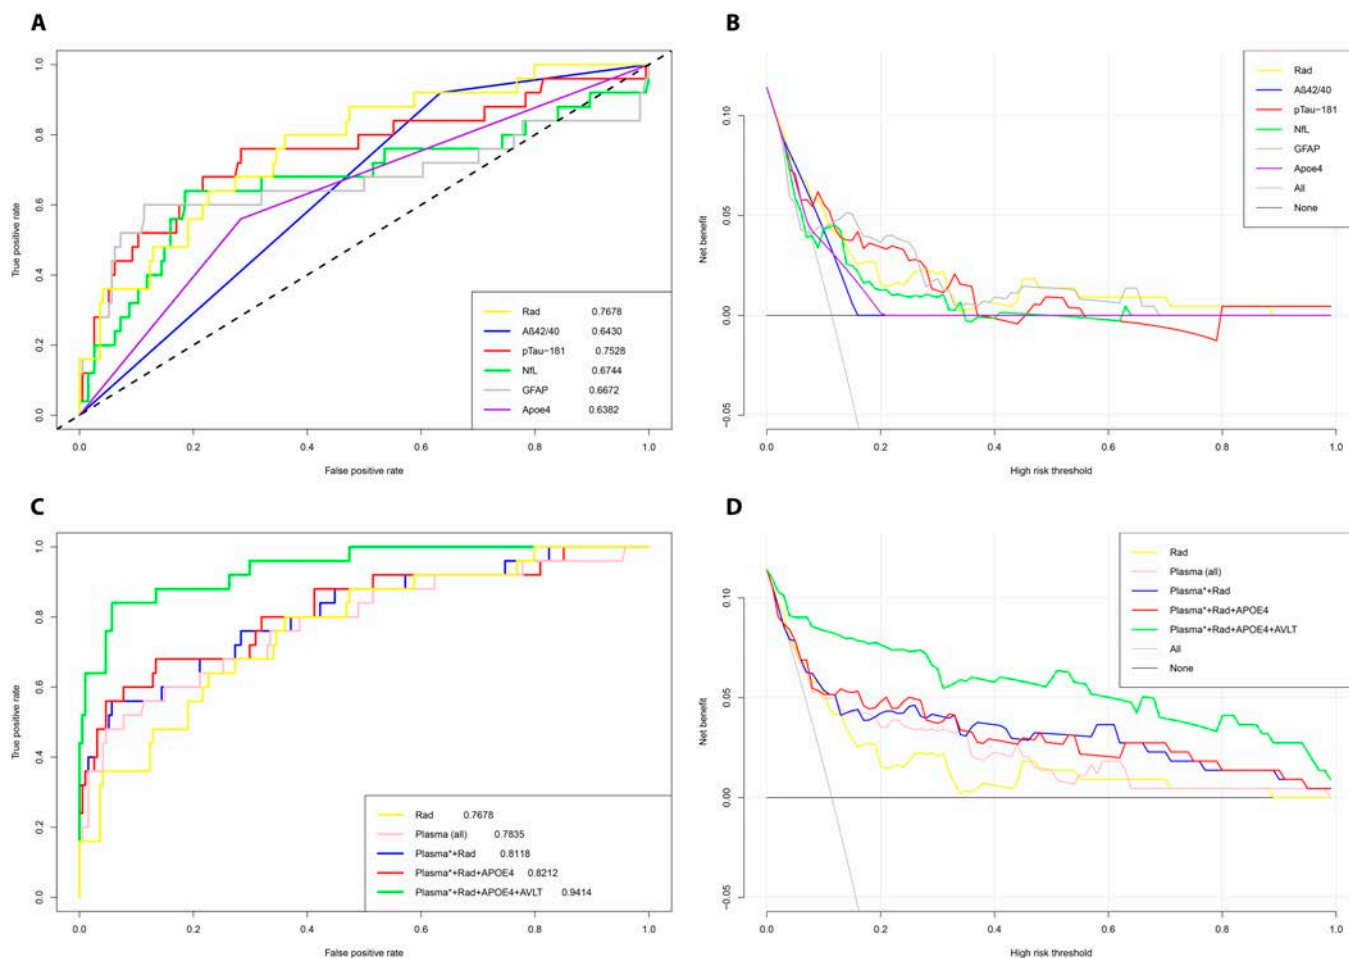 A
1.0
0.8
0.6
0.4
0.2
0.0
True positive rate
0.0 0.2 0.4 0.6 0.8 1.0
False positive rate
Rad 0.7678
Aß42/40 0.6430
pTau−181 0.7528
NfL 0.6744
GFAP 0.6672
Apoe4 0.6382
B
0.10
0.05
0.00
−0.05
Net benefit
0.0 0.2 0.4 0.6 0.8 1.0
High risk threshold
Rad
Aß42/40
pTau−181
NfL
GFAP
Apoe4
All
None
C
1.0
0.8
0.6
0.4
0.2
0.0
True positive rate
0.0 0.2 0.4 0.6 0.8 1.0
False positive rate
Rad 0.7678
Plasma (all) 0.7835
Plasma*+Rad 0.8118
Plasma*+Rad+APOE4 0.8212
Plasma*+Rad+APOE4+AVLT 0.9414
D
0.10
0.05
0.00
−0.05
Net benefit
0.0 0.2 0.4 0.6 0.8 1.0
High risk threshold
Rad
Plasma (all)
Plasma*+Rad
Plasma*+Rad+APOE4
Plasma*+Rad+APOE4+AVLT
All
None